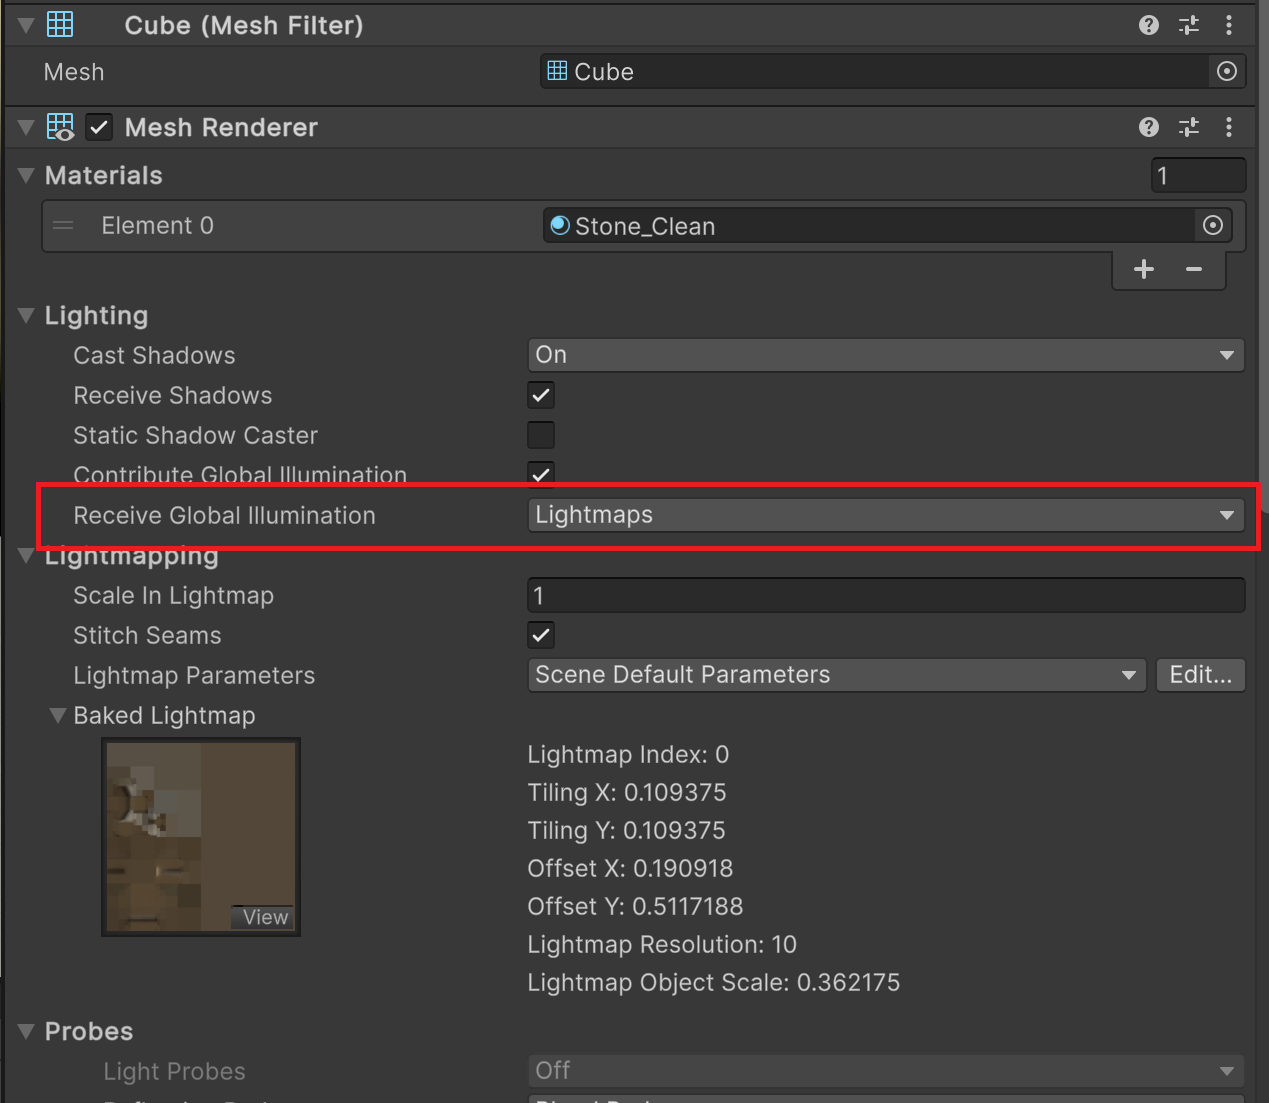 Cube (Mesh Filter)
Mesh Cube
Mesh Renderer
Materials 1
Element 0 Stone_Clean
Lighting
Cast Shadows On
Receive Shadows
Static Shadow Caster
Contribute Global Illumination
Receive Global Illumination Lightmaps
Lightmapping
Scale In Lightmap 1
Stitch Seams
Lightmap Parameters Scene Default Parameters Edit...
Baked Lightmap
View
Lightmap Index: 0
Tiling X: 0.109375
Tiling Y: 0.109375
Offset X: 0.190918
Offset Y: 0.5117188
Lightmap Resolution: 10
Lightmap Object Scale: 0.362175
Probes
Light Probes Off